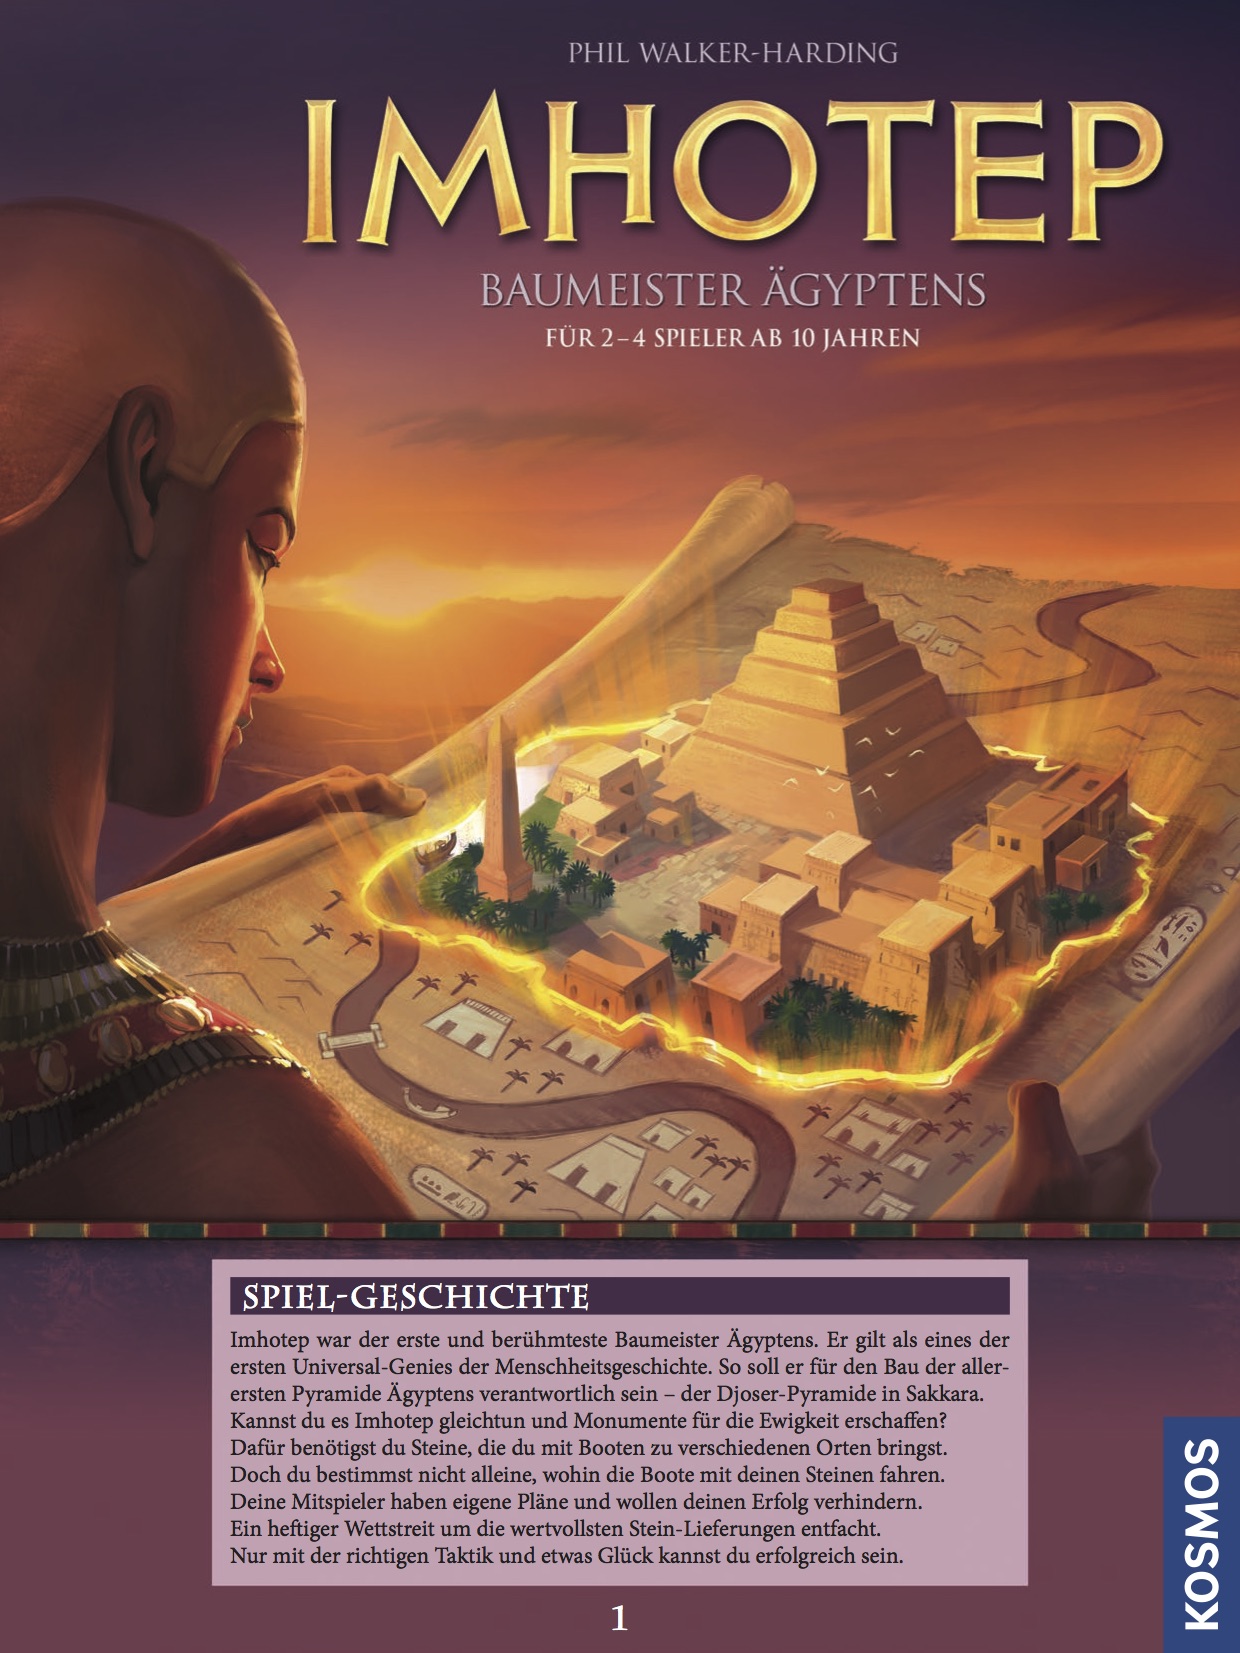 PHIL WALKER-HARDING
IMHOTEP
BAUMEISTER ÄGYPTENS
FÜR 2–4 SPIELER AB 10 JAHREN
SPIEL-GESCHICHTE
Imhotep war der erste und berühmteste Baumeister Ägyptens. Er gilt als eines der
ersten Universal-Genies der Menschheitsgeschichte. So soll er für den Bau der aller-
ersten Pyramide Ägyptens verantwortlich sein – der Djoser-Pyramide in Sakkara.
Kannst du es Imhotep gleichtun und Monumente für die Ewigkeit erschaffen?
Dafür benötigst du Steine, die du mit Booten zu verschiedenen Orten bringst.
Doch du bestimmst nicht alleine, wohin die Boote mit deinen Steinen fahren.
Deine Mitspieler haben eigene Pläne und wollen deinen Erfolg verhindern.
Ein heftiger Wettstreit um die wertvollsten Stein-Lieferungen entfacht.
Nur mit der richtigen Taktik und etwas Glück kannst du erfolgreich sein.
KOSMOS
1